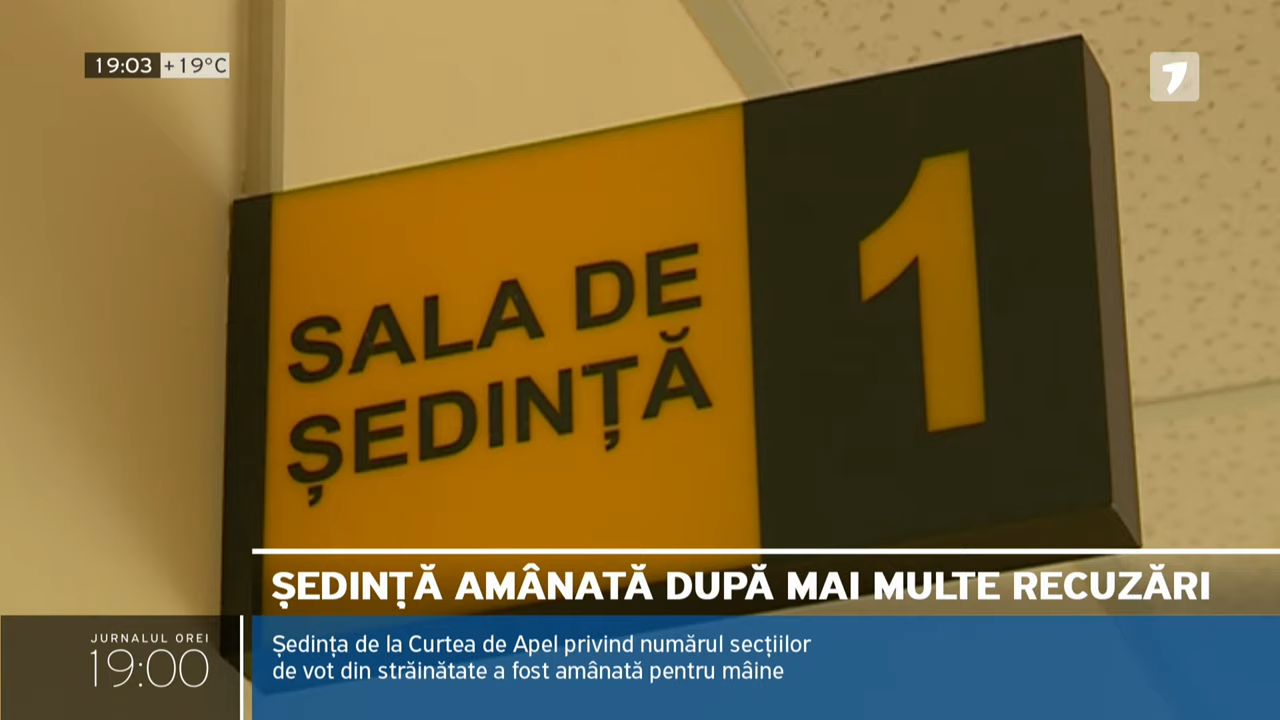 19:03 +19°C
7
SALA DE
ȘEDINȚĂ
1
ȘEDINȚĂ AMÂNATĂ DUPĂ MAI MULTE RECUZĂRI
JURNALUL OREI
19:00
Ședința de la Curtea de Apel privind numărul secțiilor
de vot din străinătate a fost amânată pentru mâine